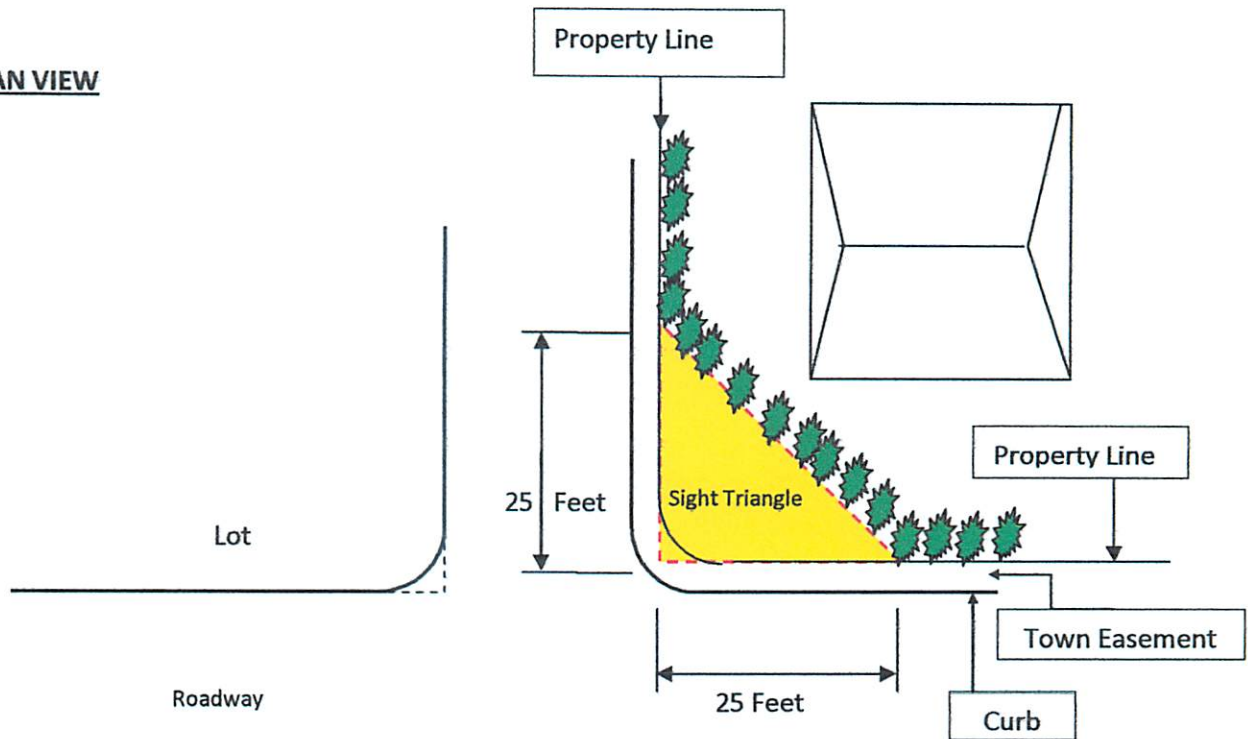 Property Line
AN VIEW
25 Feet
Sight Triangle
Property Line
Lot
Town Easement
Roadway
25 Feet
Curb